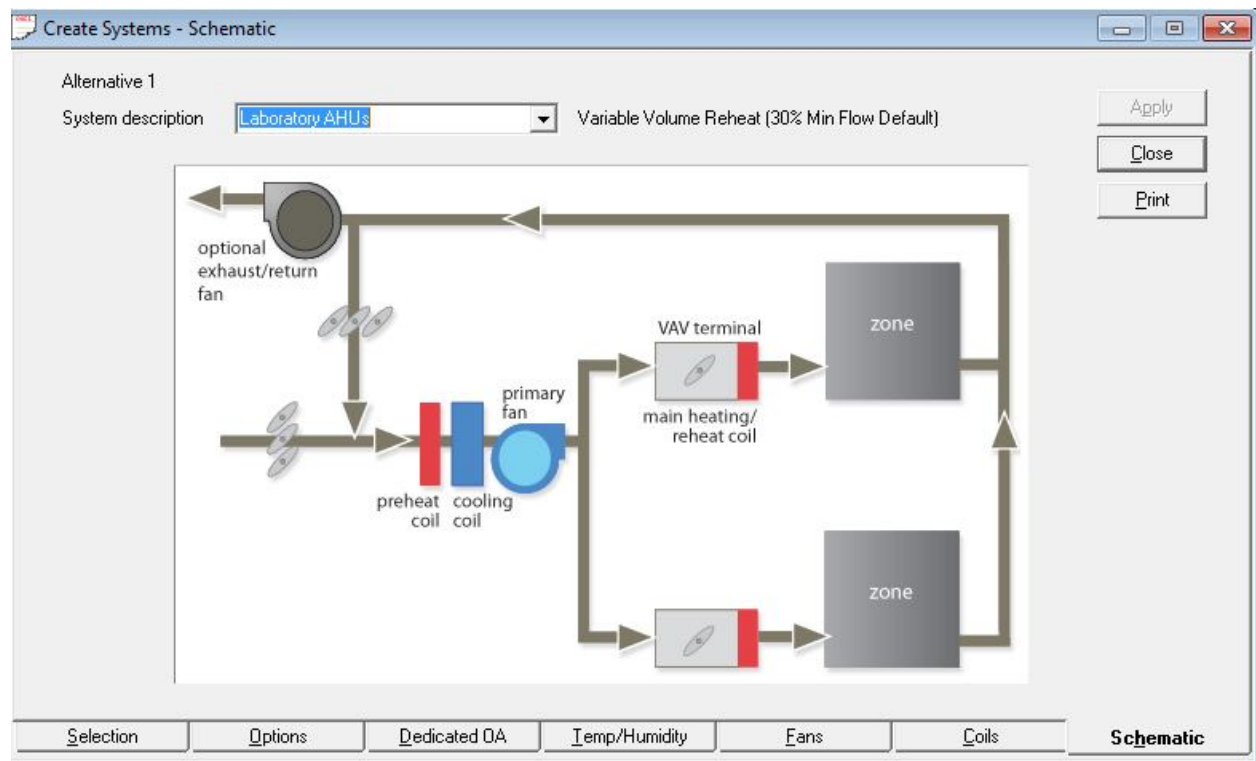 Create Systems - Schematic
Alternative 1
System description
Laboratory AHUs
Variable Volume Reheat (30% Min Flow Default)
Apply
Close
Print
optional
exhaust/return
fan
VAV terminal
zone
primary
fan
main heating/
reheat coil
preheat
coil
cooling
coil
zone
Selection
Options
Dedicated OA
Temp/Humidity
Fans
Coils
Schematic